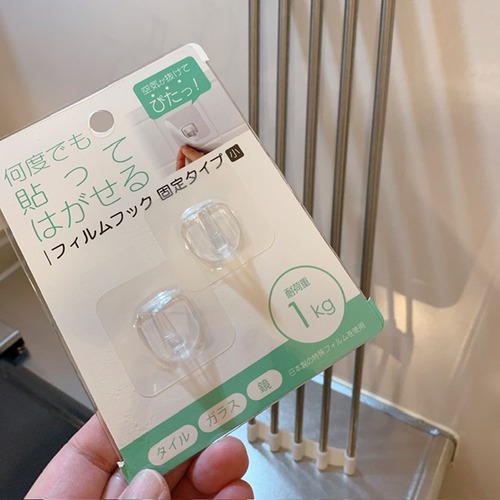 空気が抜けて
ぴたっ!
何度でも
貼って
はがせる
フィルムフック 固定タイプ 小
耐荷重
1kg
日本製の特殊フィルムを使用
タイル
ガラス
鏡